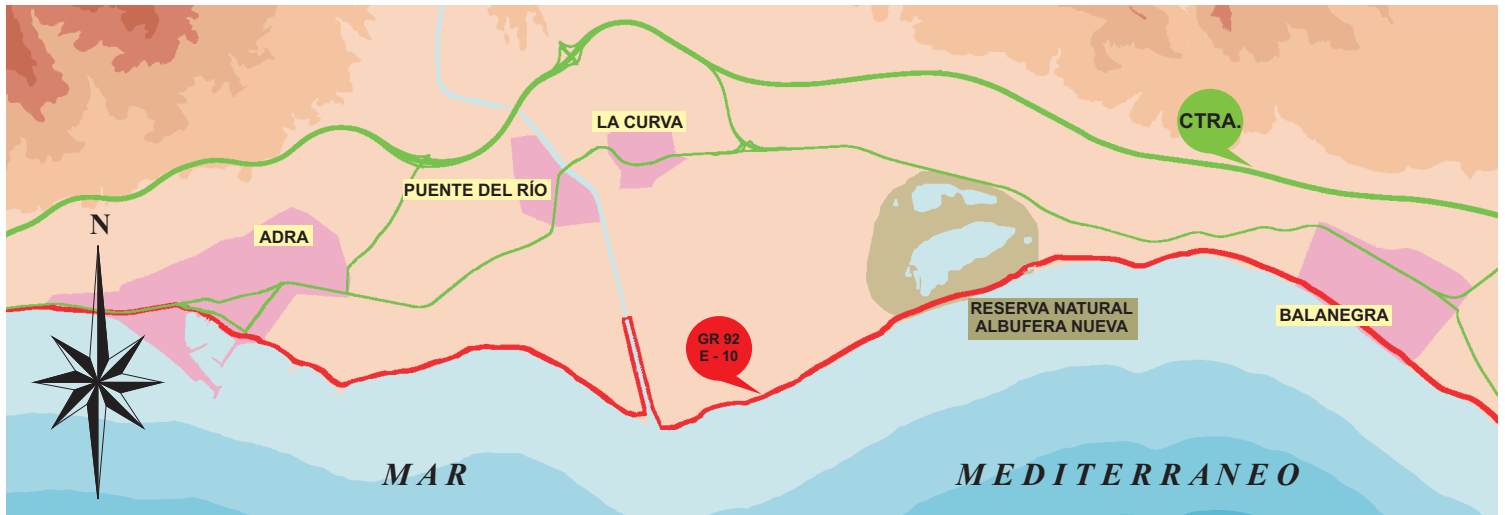 CTRA.
LA CURVA
PUENTE DEL RÍO
N
ADRA
RESERVA NATURAL
ALBUFERA NUEVA
BALANEGRA
GR 92
E - 10
MAR
MEDITERRANEO